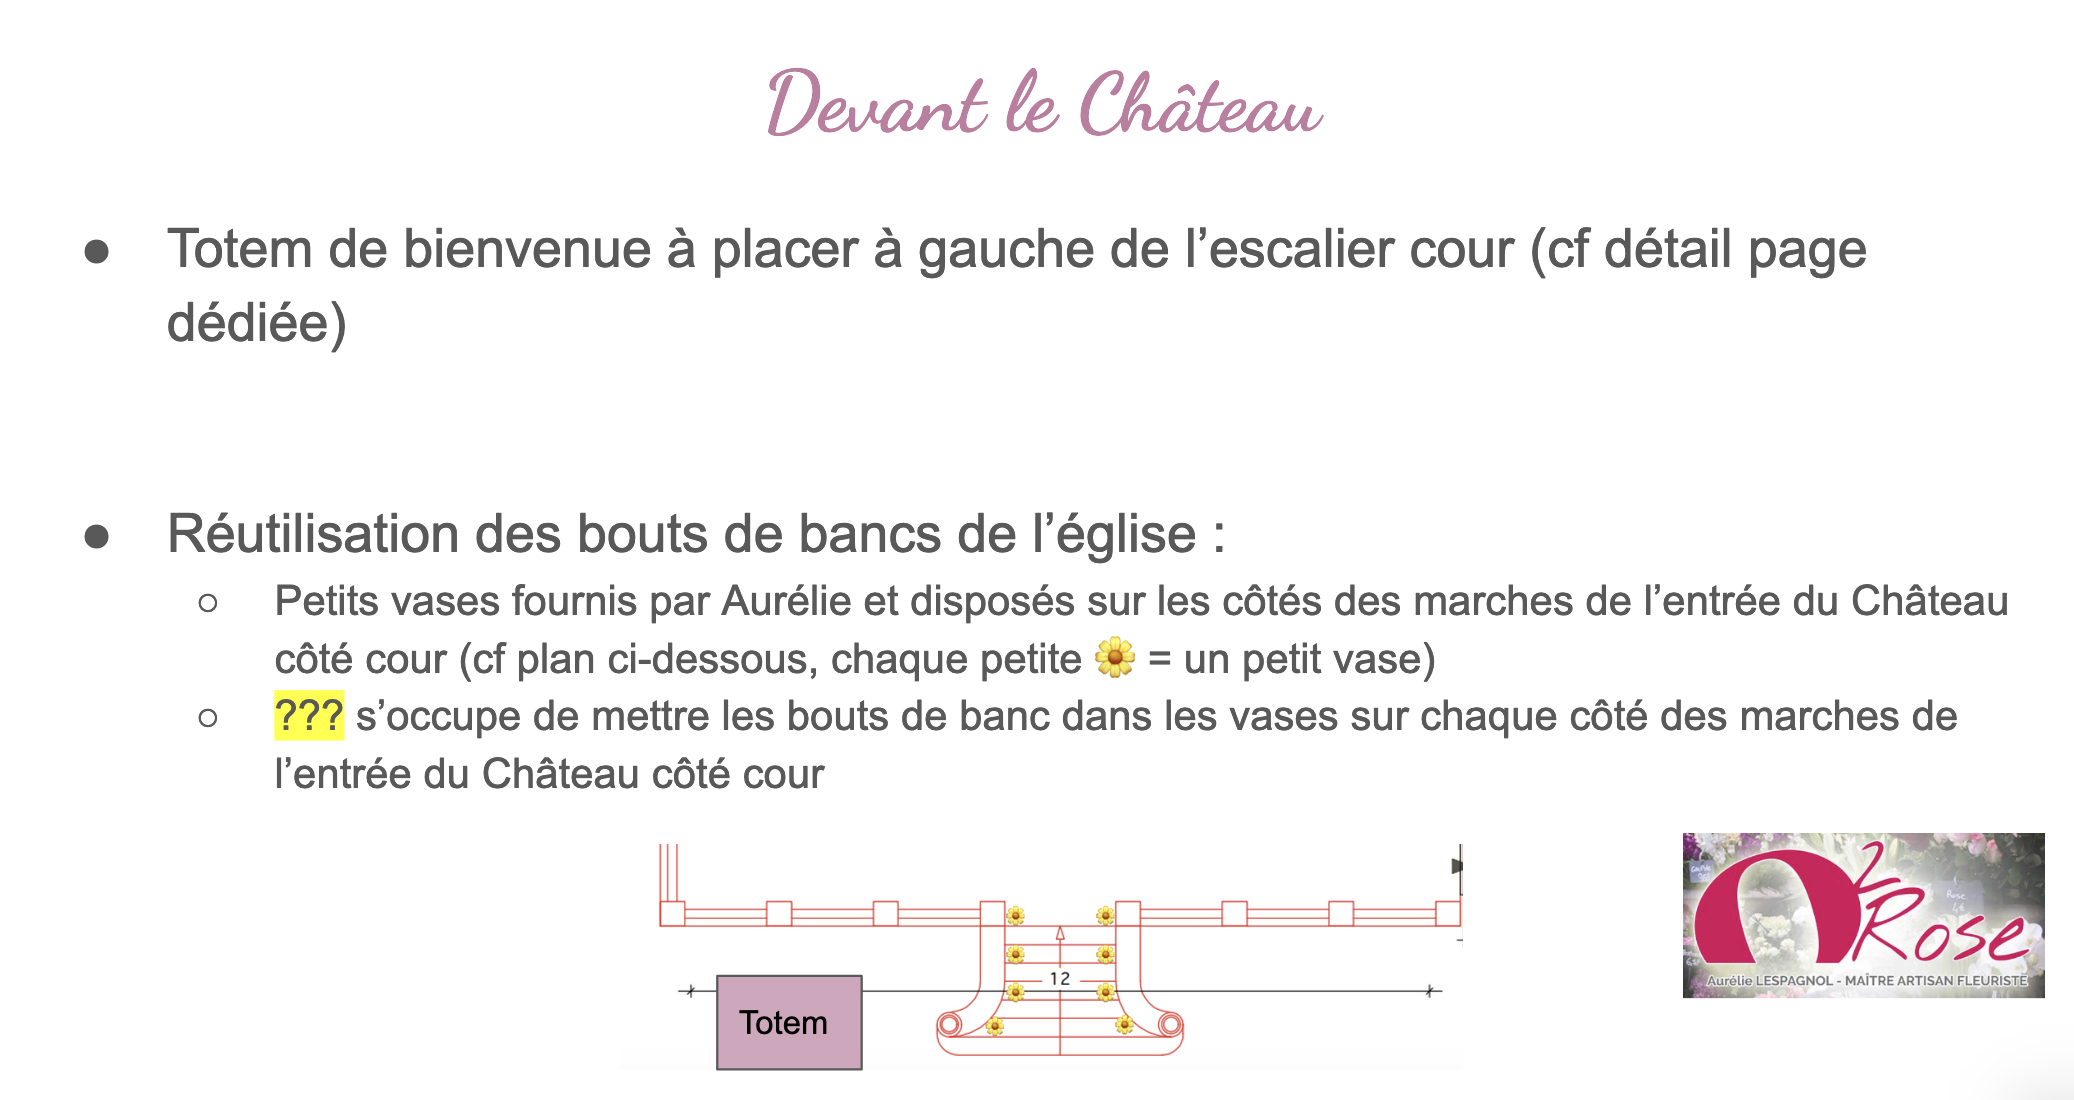 Devant le Château
● Totem de bienvenue à placer à gauche de l’escalier cour (cf détail page
dédiée)
● Réutilisation des bouts de bancs de l’église :
○ Petits vases fournis par Aurélie et disposés sur les côtés des marches de l’entrée du Château
côté cour (cf plan ci-dessous, chaque petite 🌼 = un petit vase)
○ ??? s’occupe de mettre les bouts de banc dans les vases sur chaque côté des marches de
l’entrée du Château côté cour
12
Totem
2
Rose
Rose
Aurélie LESPAGNOL - MAÎTRE ARTISAN FLEURISTE